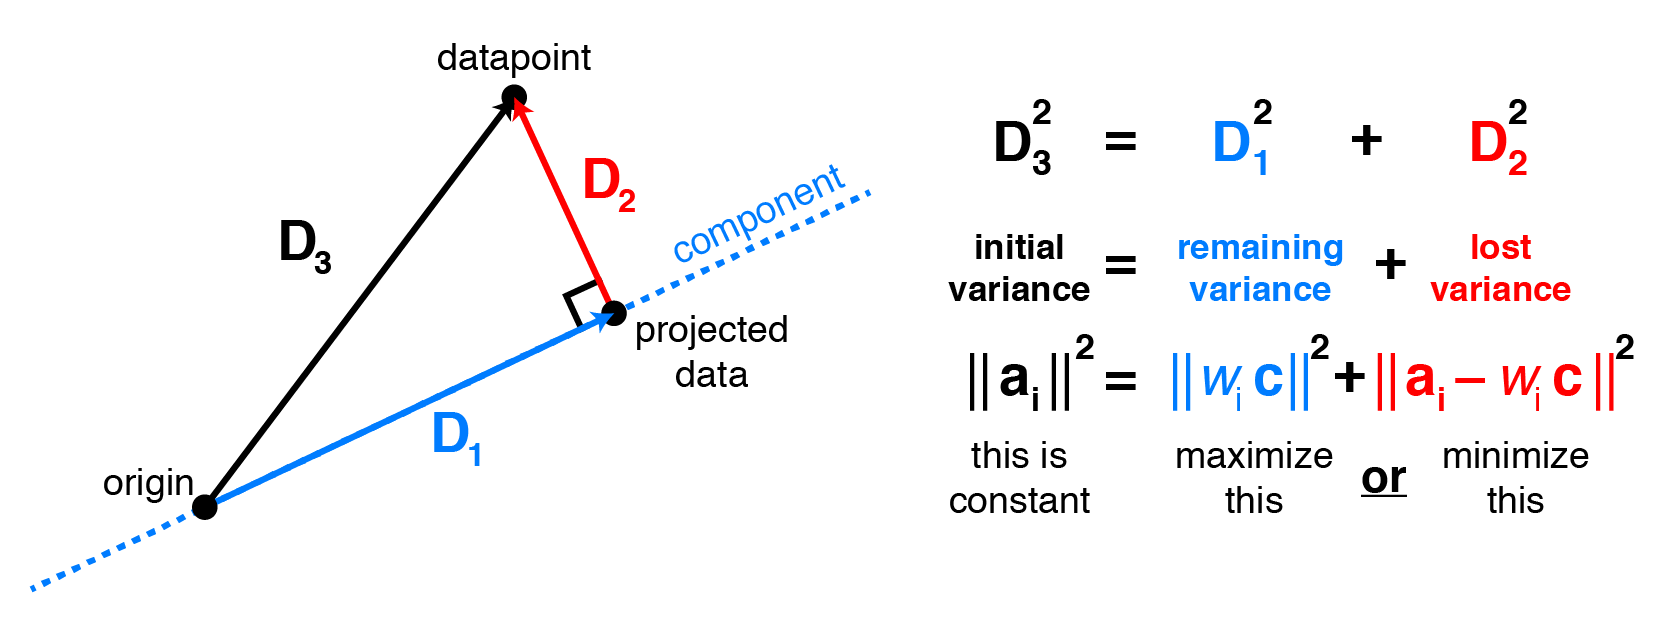 datapoint
D₂
component
D₃
projected
data
D₁
origin
D₃² = D₁² + D₂²
initial variance = remaining variance + lost variance
||aᵢ||² = ||wᵢ c||² + ||aᵢ – wᵢ c||²
this is constant maximize this or minimize this